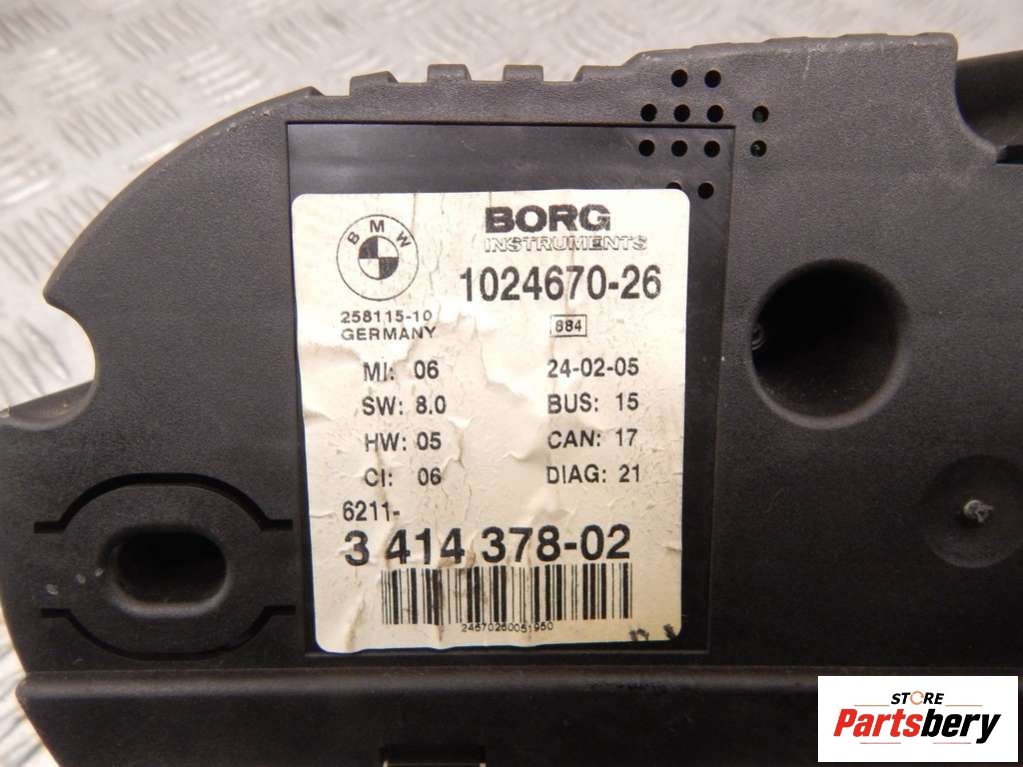 BMW
BORG
INSTRUMENTS
1024670-26
258115-10
GERMANY
884
MI: 06
24-02-05
SW: 8.0
BUS: 15
HW: 05
CAN: 17
CI: 06
DIAG: 21
6211-
3 414 378-02
24670260051950
STORE
Partsbery